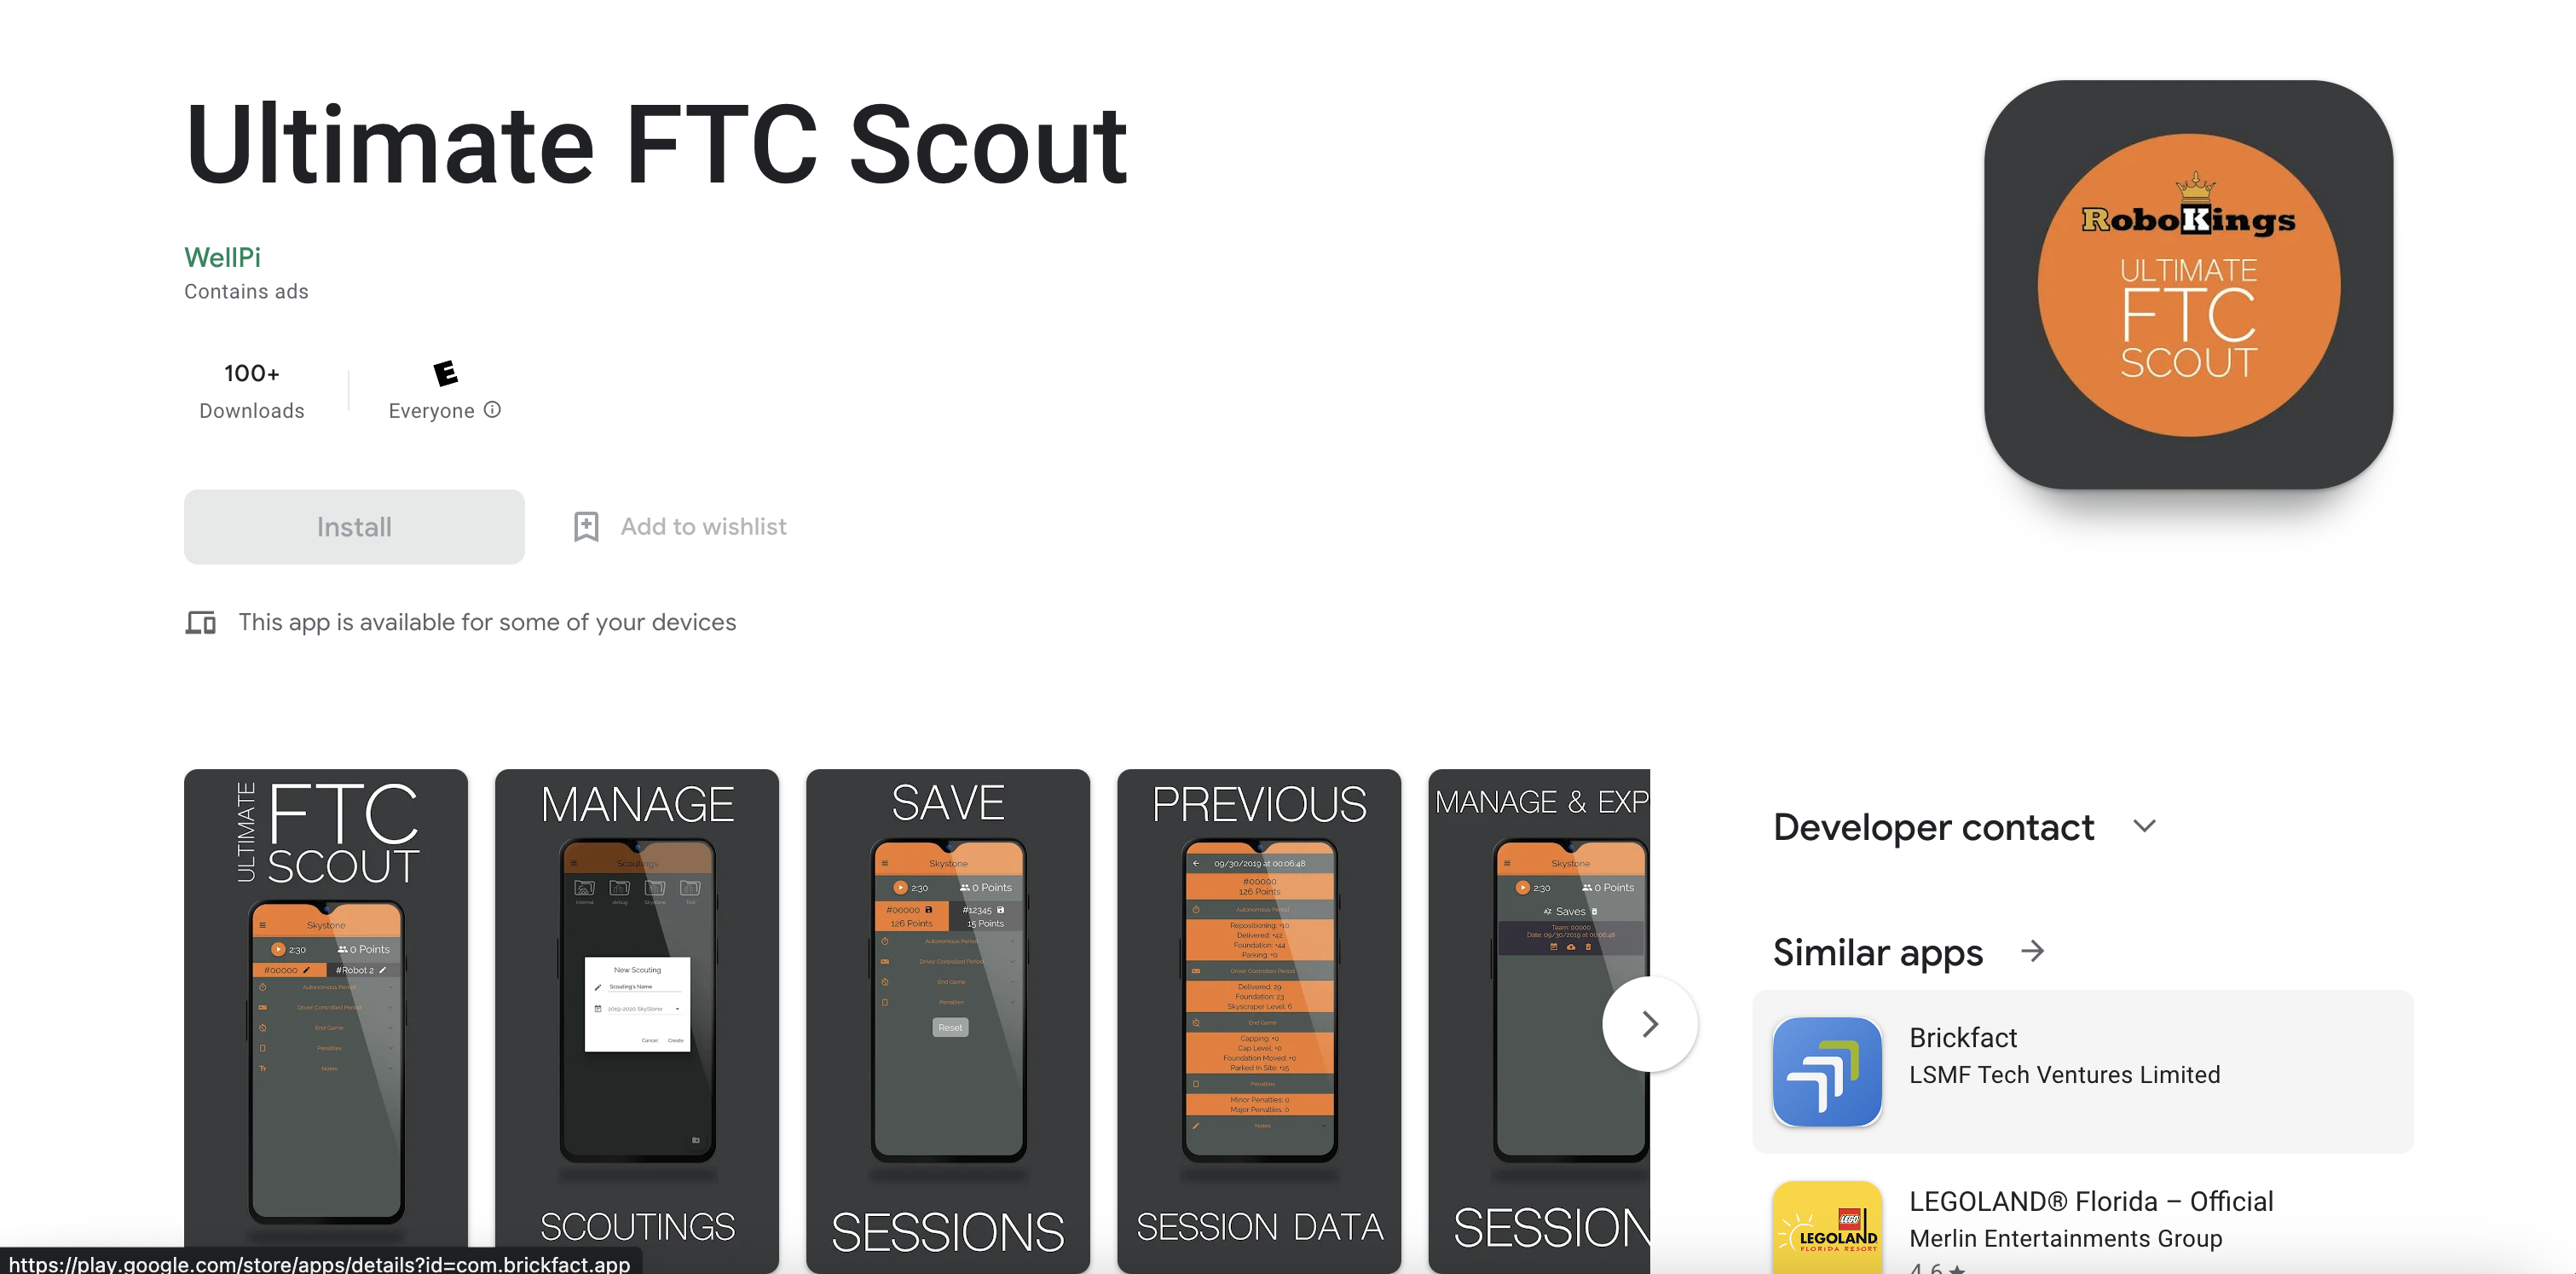 Ultimate FTC Scout
WellPi
Contains ads
100+
Downloads
E
Everyone
Install
Add to wishlist
This app is available for some of your devices
RoboKings
ULTIMATE
FTC
SCOUT
ULTIMATE
FTC
SCOUT
Skystone
2:30
0 Points
#00000
#Robot 2
Autonomous Period
Driver Controlled Period
End Game
Penalties
Notes
MANAGE
Scoutings
New Scouting
Scouting's Name
2019-2020 SkyStone
Cancel Create
SCOUTINGS
SAVE
Skystone
2:30
0 Points
#00000
126 Points
#12345
15 Points
Autonomous Period
Driver Controlled Period
End Game
Penalties
Reset
SESSIONS
PREVIOUS
09/30/2019 at 00:06:48
#00000
126 Points
Autonomous Period
Repositioning: +10
Delivered: +42
Foundation: +44
Parking: +0
Driver Controlled Period
Delivered: 29
Foundation: 23
Skyscraper Level: 6
End Game
Capping: +0
Cap Level: +0
Foundation Moved: +0
Parked In Site: +15
Penalties
Minor Penalties: 0
Major Penalties: 0
Notes
SESSION DATA
MANAGE & EXP
Skystone
2:30
0 Points
Saves
Team: 00000
Date: 09/30/2019 at 00:06:48
SESSION
Developer contact
Similar apps
Brickfact
LSMF Tech Ventures Limited
LEGO
LEGOLAND
FLORIDA RESORT
LEGOLAND® Florida – Official
Merlin Entertainments Group
4.6★
https://play.google.com/store/apps/details?id=com.brickfact.app